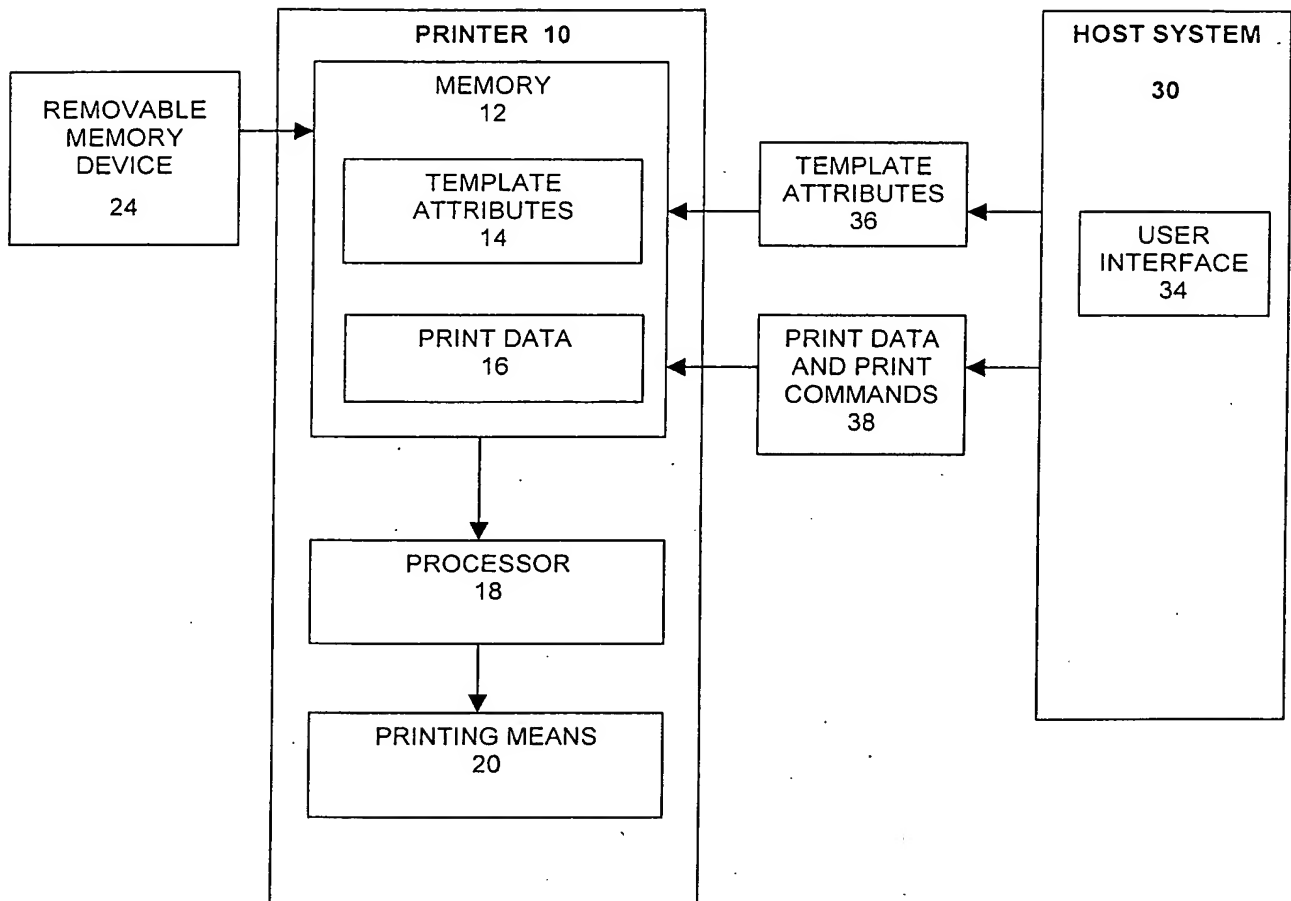 PRINTER 10
HOST SYSTEM
30
REMOVABLE
MEMORY
DEVICE
24
MEMORY
12
TEMPLATE
ATTRIBUTES
14
TEMPLATE
ATTRIBUTES
36
USER
INTERFACE
34
PRINT DATA
16
PRINT DATA
AND PRINT
COMMANDS
38
PROCESSOR
18
PRINTING MEANS
20